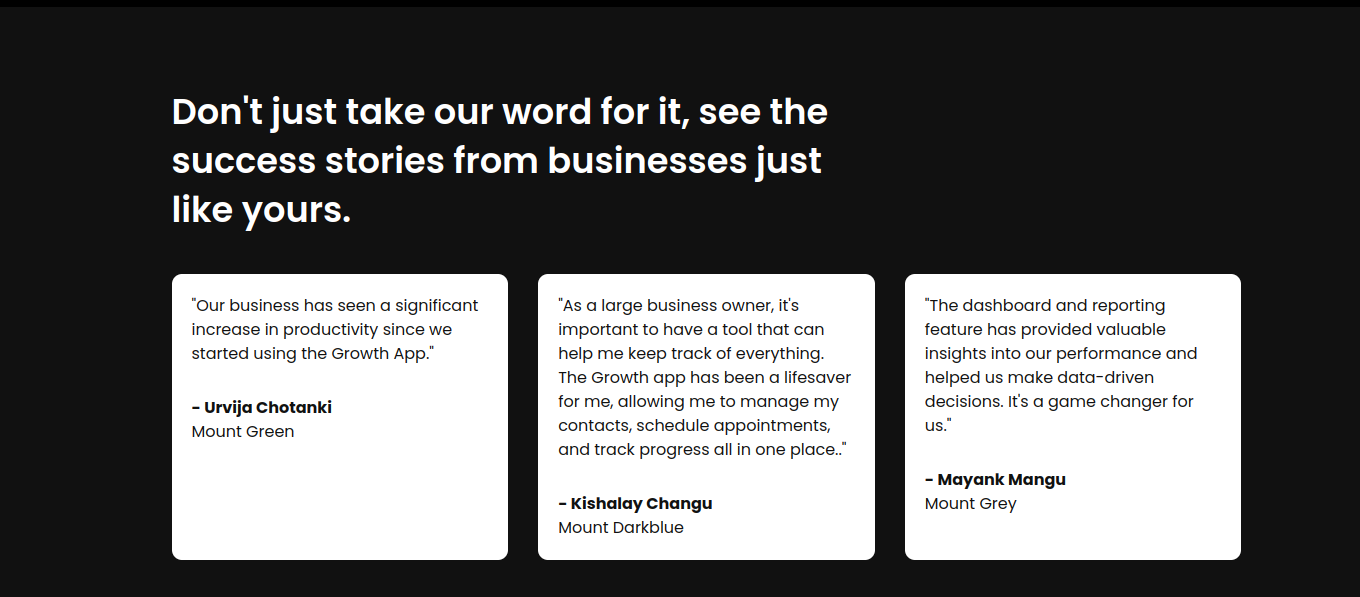 Don't just take our word for it, see the
success stories from businesses just
like yours.
"Our business has seen a significant
increase in productivity since we
started using the Growth App."
- Urvija Chotanki
Mount Green
"As a large business owner, it's
important to have a tool that can
help me keep track of everything.
The Growth app has been a lifesaver
for me, allowing me to manage my
contacts, schedule appointments,
and track progress all in one place.."
- Kishalay Changu
Mount Darkblue
"The dashboard and reporting
feature has provided valuable
insights into our performance and
helped us make data-driven
decisions. It's a game changer for
us."
- Mayank Mangu
Mount Grey